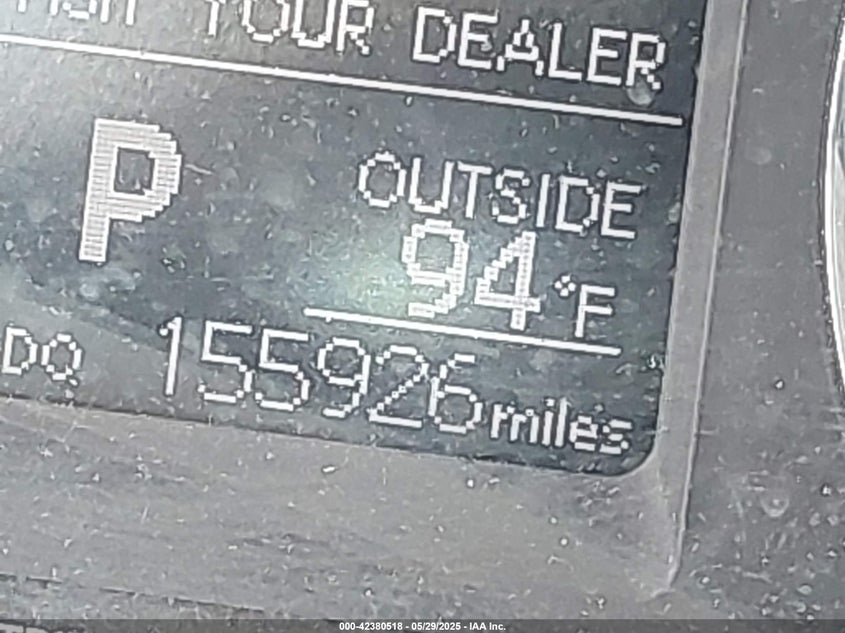 YOUR DEALER
P
OUTSIDE
94°F
155926 miles
000-42380518 - 05/29/2025 - IAA Inc.